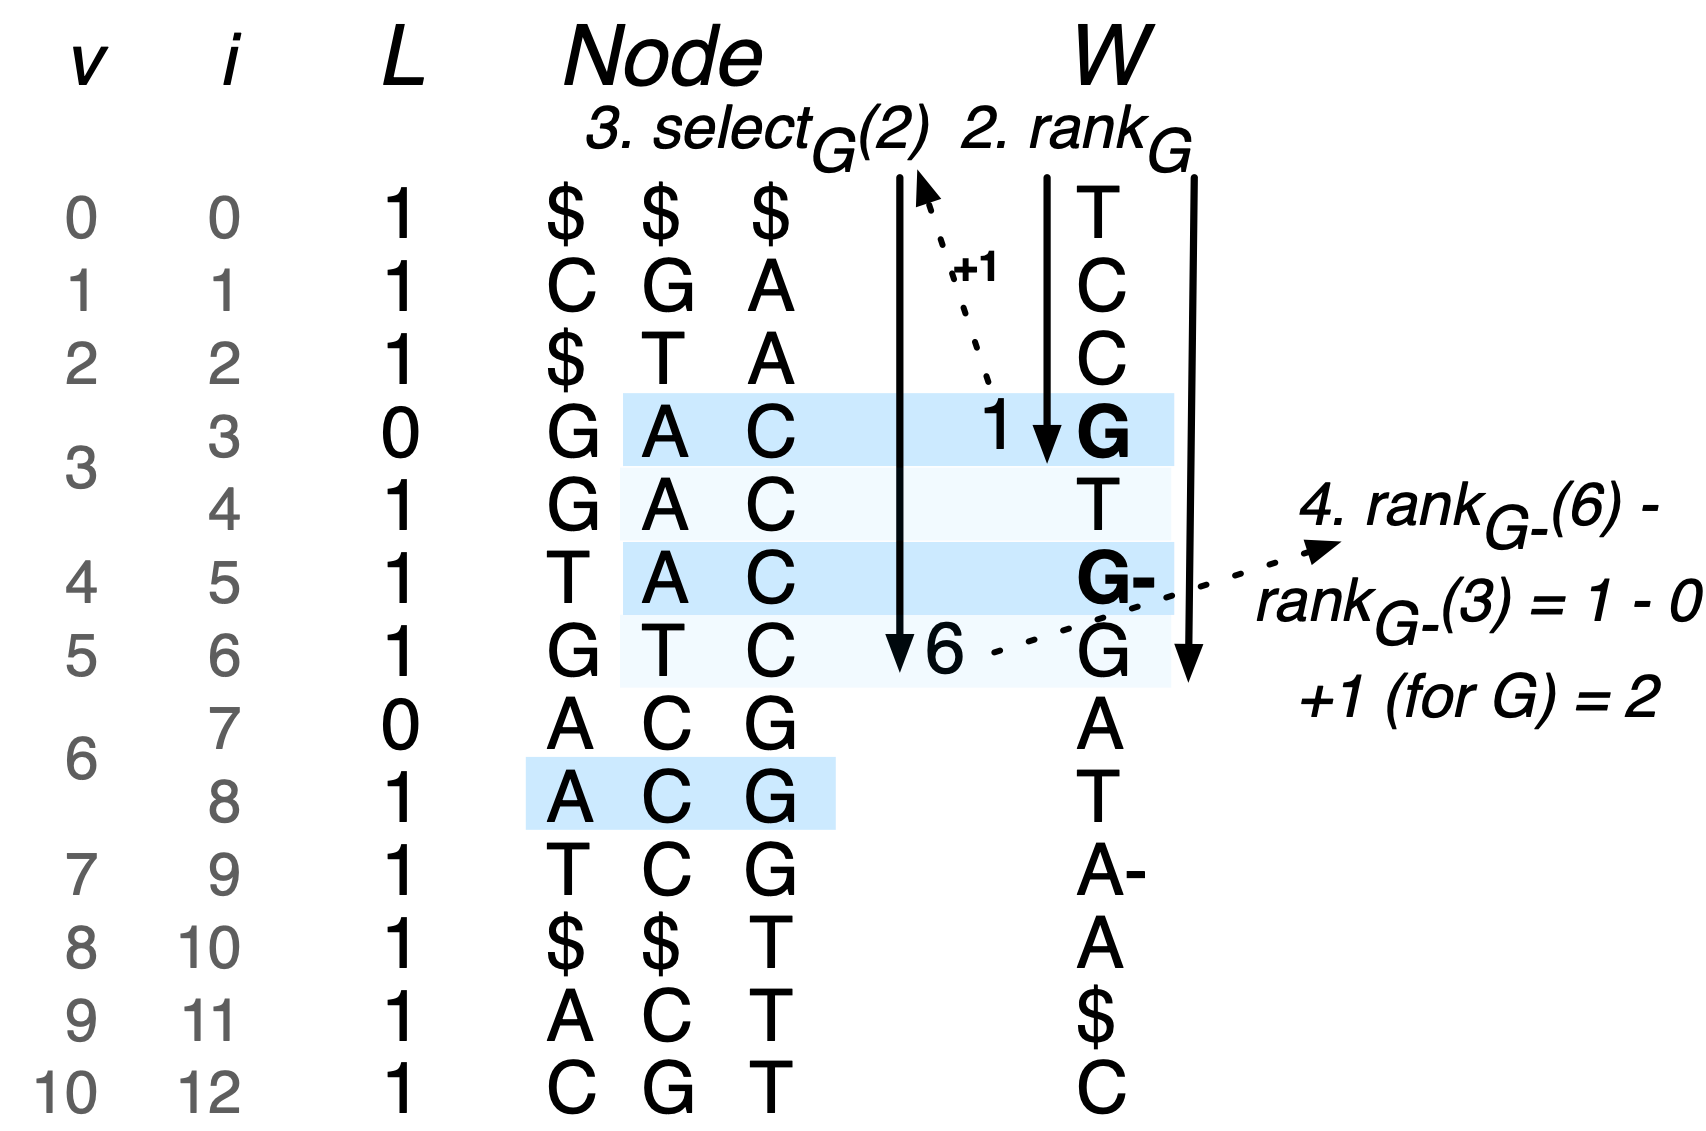 v i L Node W
3. select_G(2) 2. rank_G
0 0 1 $ $ $ T
+1
1 1 1 C G A C
2 2 1 $ T A C
3 3 0 G A C 1 G
4 1 G A C T
4. rank_G-(6) -
4 5 1 T A C G-
rank_G-(3) = 1 - 0
5 6 1 G T C 6 G
+1 (for G) = 2
6 7 0 A C G A
8 1 A C G T
7 9 1 T C G A-
8 10 1 $ $ T A
9 11 1 A C T $
10 12 1 C G T C